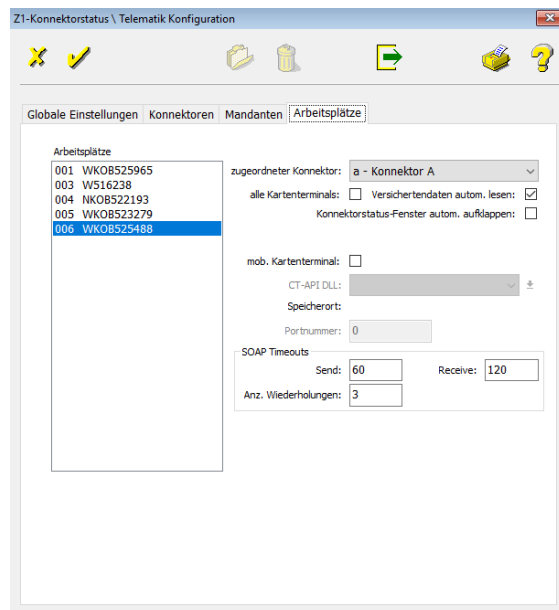 Z1-Konnektorstatus \ Telematik Konfiguration
Globale Einstellungen Konnektoren Mandanten Arbeitsplätze
Arbeitsplätze
001 WKOB525965
003 W516238
004 NKOB522193
005 WKOB523279
006 WKOB525488
zugeordneter Konnektor: a - Konnektor A
alle Kartenterminals: Versichertendaten autom. lesen:
Konnektorstatus-Fenster autom. aufklappen:
mob. Kartenterminal:
CT-API DLL:
Speicherort:
Portnummer: 0
SOAP Timeouts
Send: 60 Receive: 120
Anz. Wiederholungen: 3